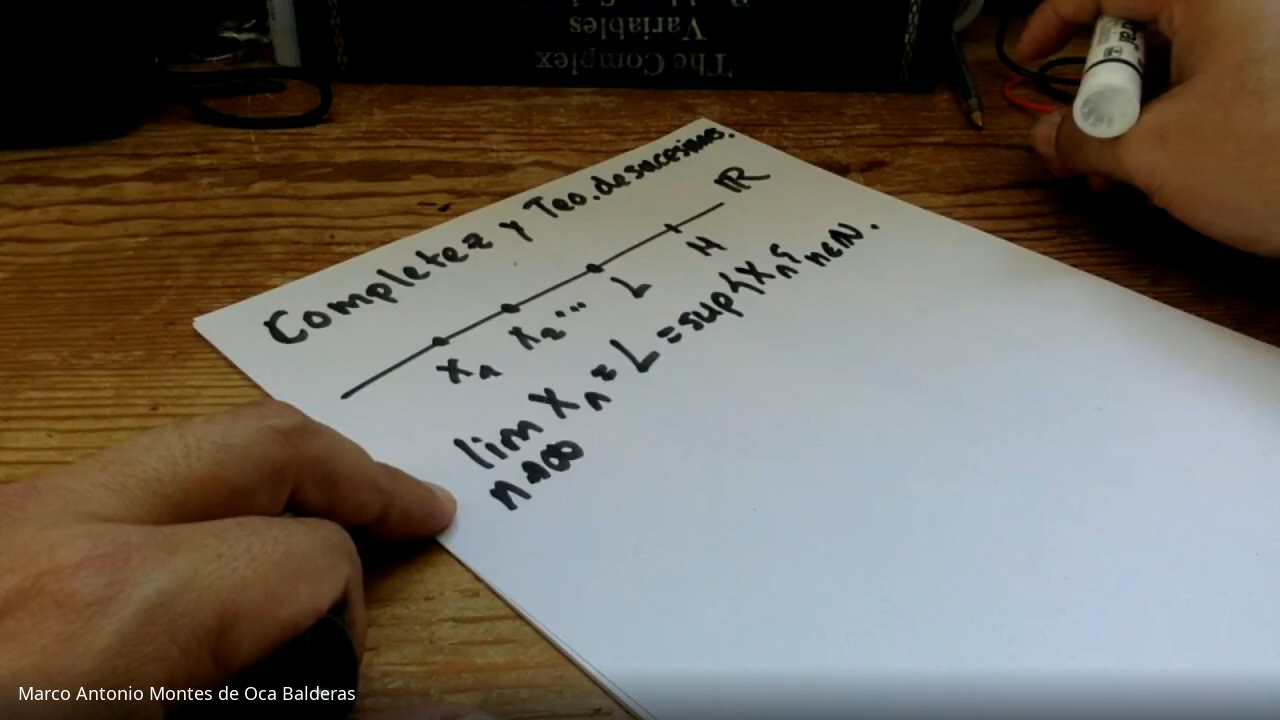 The Complex
Variables
Completez y Teo. de sucesiones.
ℝ
x₁ x₂ ... L M
lim xₙ = L = sup{xₙ}ₙ∈ℕ.
n→∞
Marco Antonio Montes de Oca Balderas